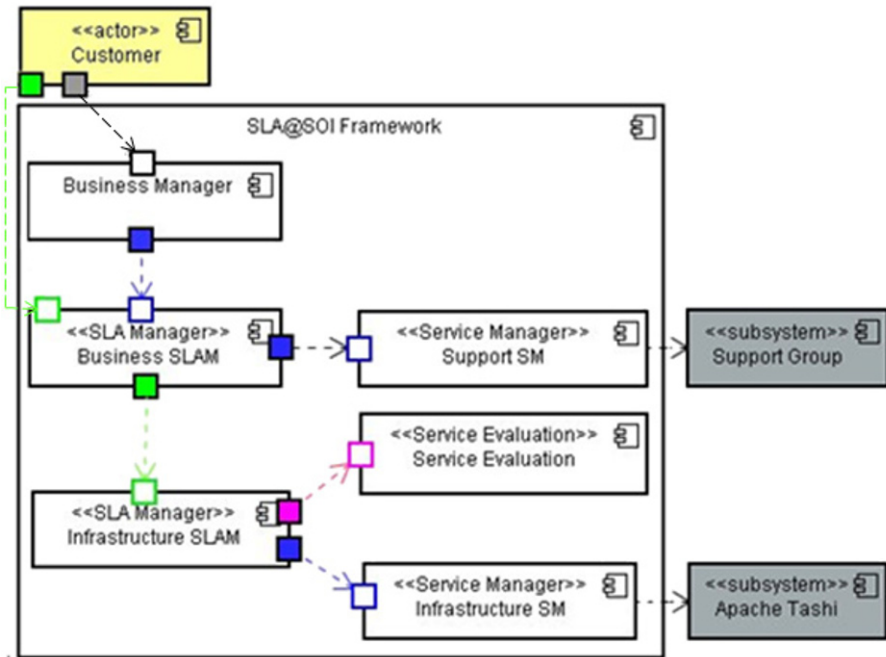 <<actor>>
Customer
SLA@SOI Framework
Business Manager
<<SLA Manager>>
Business SLAM
<<Service Manager>>
Support SM
<<subsystem>>
Support Group
<<Service Evaluation>>
Service Evaluation
<<SLA Manager>>
Infrastructure SLAM
<<Service Manager>>
Infrastructure SM
<<subsystem>>
Apache Tashi